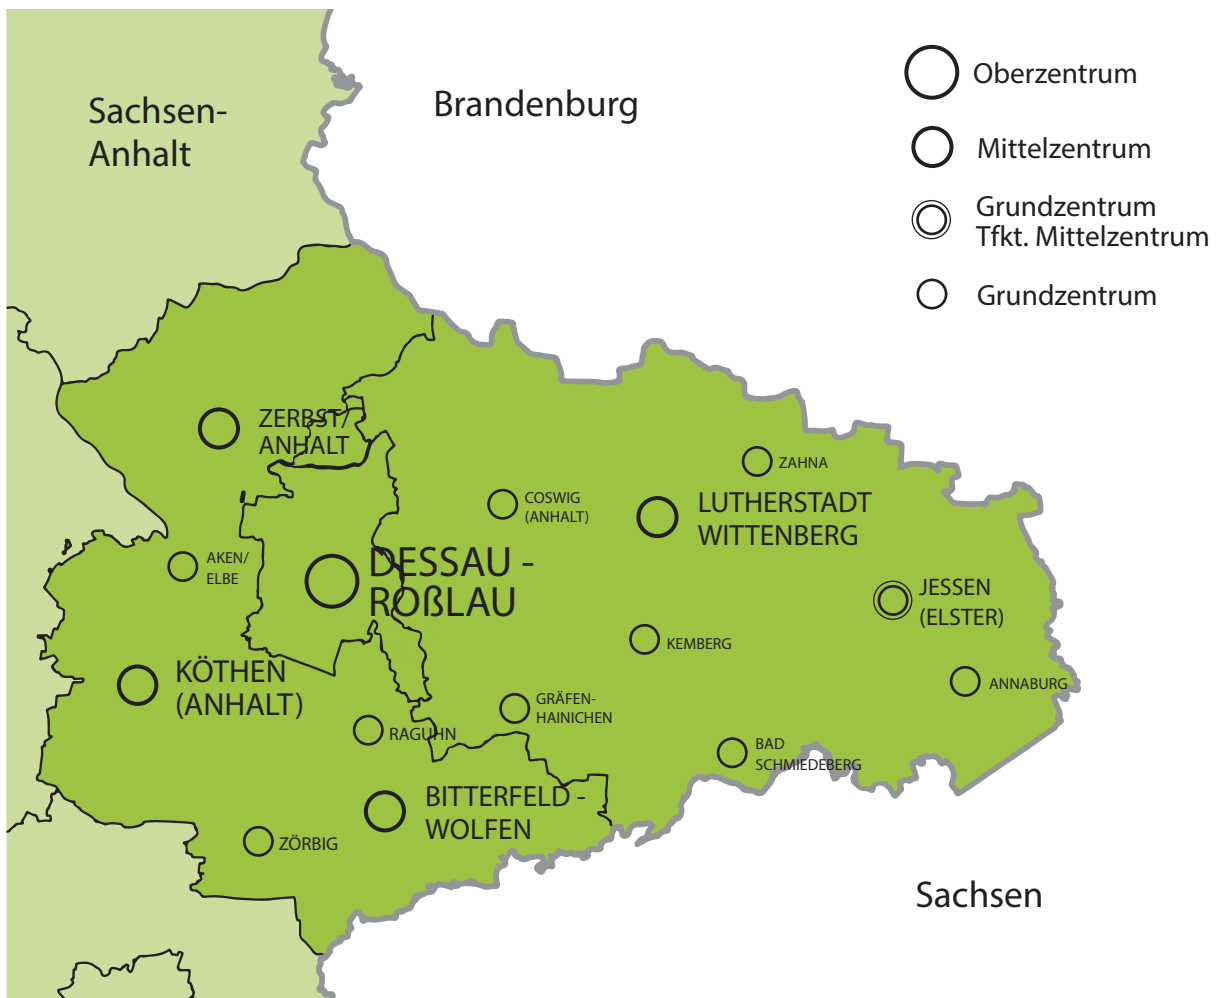 Sachsen-
Anhalt
Brandenburg
Oberzentrum
Mittelzentrum
Grundzentrum
Tfkt. Mittelzentrum
Grundzentrum
ZERBST/
ANHALT
ZAHNA
COSWIG
(ANHALT)
LUTHERSTADT
WITTENBERG
AKEN/
ELBE
DESSAU -
ROßLAU
JESSEN
(ELSTER)
KEMBERG
KÖTHEN
(ANHALT)
ANNABURG
GRÄFEN-
HAINICHEN
RAGUHN
BAD
SCHMIEDEBERG
BITTERFELD -
WOLFEN
ZÖRBIG
Sachsen